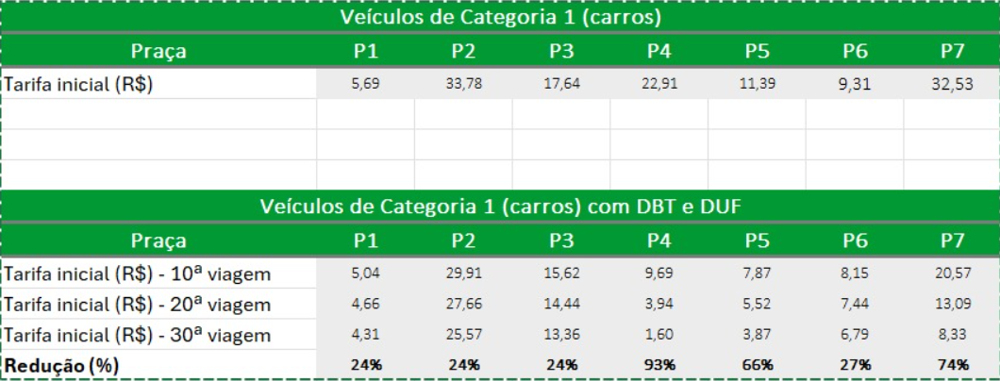 Veículos de Categoria 1 (carros)
Praça P1 P2 P3 P4 P5 P6 P7
Tarifa inicial (R$) 5,69 33,78 17,64 22,91 11,39 9,31 32,53
Veículos de Categoria 1 (carros) com DBT e DUF
Praça P1 P2 P3 P4 P5 P6 P7
Tarifa inicial (R$) - 10ª viagem 5,04 29,91 15,62 9,69 7,87 8,15 20,57
Tarifa inicial (R$) - 20ª viagem 4,66 27,66 14,44 3,94 5,52 7,44 13,09
Tarifa inicial (R$) - 30ª viagem 4,31 25,57 13,36 1,60 3,87 6,79 8,33
Redução (%) 24% 24% 24% 93% 66% 27% 74%